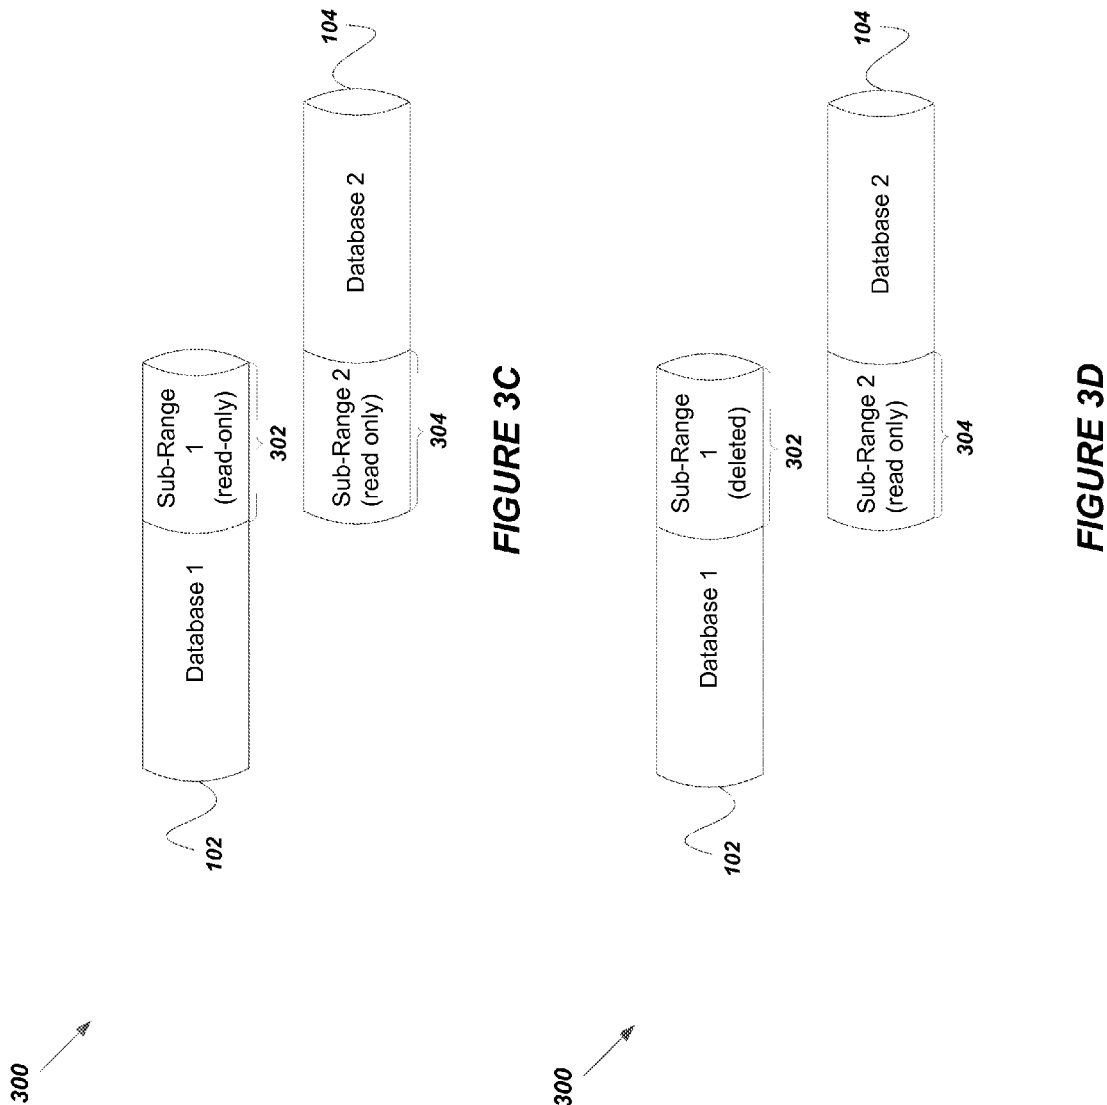 300
102
Database 1
Sub-Range
1
(read-only)
302
Sub-Range 2
(read only)
304
Database 2
104
FIGURE 3C
300
102
Database 1
Sub-Range
1
(deleted)
302
Sub-Range 2
(read only)
304
Database 2
104
FIGURE 3D